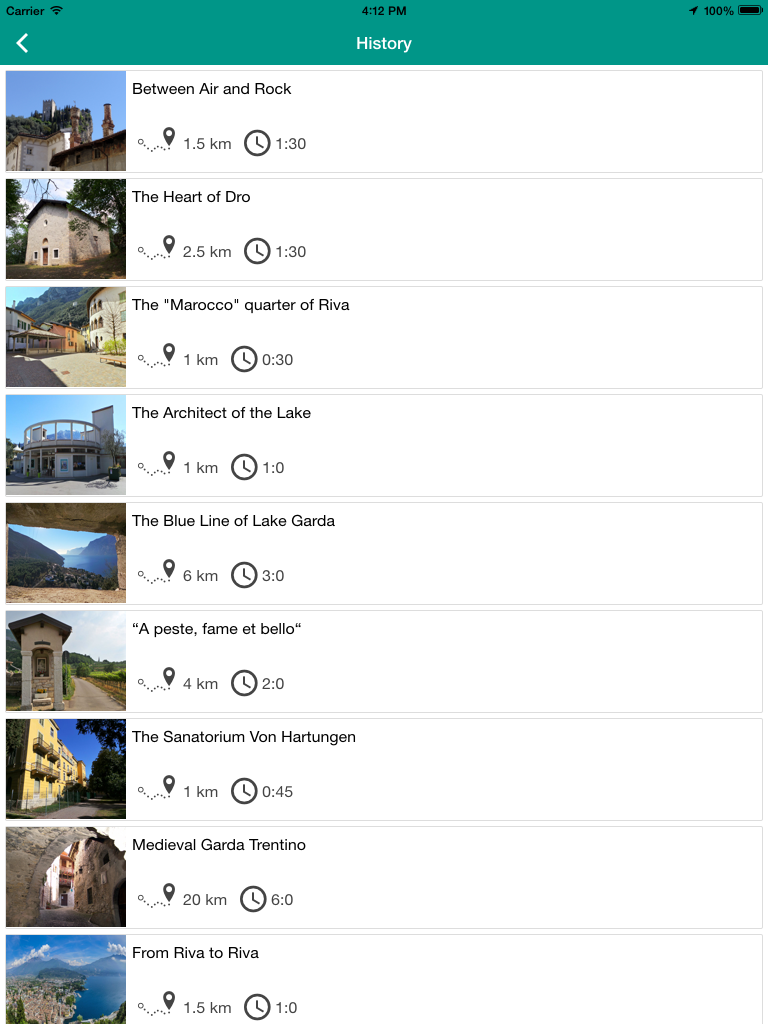 Carrier 4:12 PM 100%
History
Between Air and Rock
1.5 km 1:30
The Heart of Dro
2.5 km 1:30
The "Marocco" quarter of Riva
1 km 0:30
The Architect of the Lake
1 km 1:0
The Blue Line of Lake Garda
6 km 3:0
“A peste, fame et bello“
4 km 2:0
The Sanatorium Von Hartungen
1 km 0:45
Medieval Garda Trentino
20 km 6:0
From Riva to Riva
1.5 km 1:0